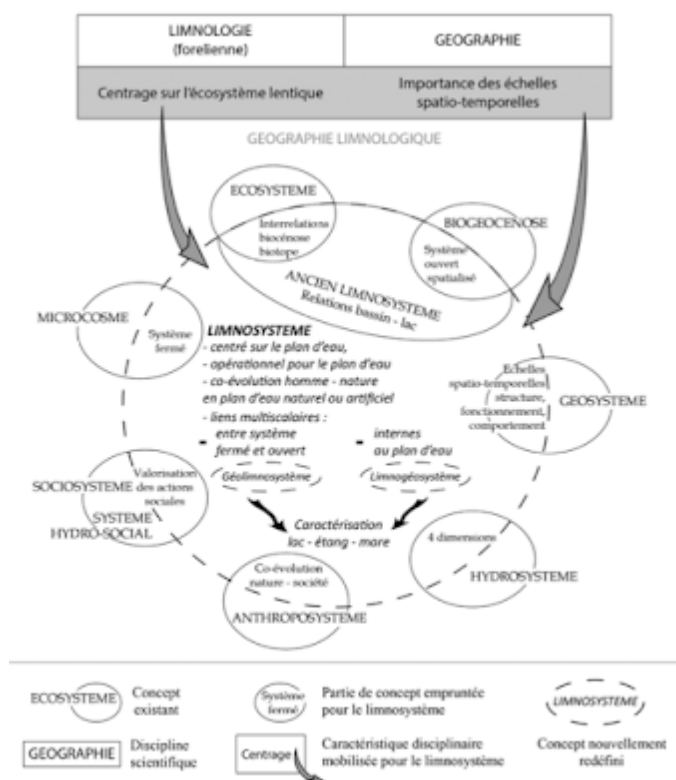 LIMNOLOGIE
(forelienne)
GEOGRAPHIE
Centrage sur l'écosystème lentique
Importance des échelles
spatio-temporelles
GEOGRAPHIE LIMNOLOGIQUE
ECOSYSTEME
Interrelations
biocénose
biotope
BIOGEOCENOSE
Système
ouvert
spatialisé
ANCIEN LIMNOSYSTEME
Relations bassin - lac
MICROCOSME
Système
fermé
LIMNOSYSTEME
- centré sur le plan d'eau,
- opérationnel pour le plan d'eau
- co-évolution homme - nature
en plan d'eau naturel ou artificiel
- liens multiscalaires :
- entre système
fermé et ouvert
- internes
au plan d'eau
Géolimnosystème
Limnogéosystème
Caractérisation
lac - étang - mare
Echelles
spatio-temporelles
structure,
fonctionnement,
comportement
GEOSYSTEME
SOCIOSYSTEME
Valorisation
des actions
sociales
SYSTEME
HYDRO-SOCIAL
4 dimensions
HYDROSYSTEME
Co-évolution
nature - société
ANTHROPOSYSTEME
ECOSYSTEME
Concept
existant
Système
fermé
Partie de concept empruntée
pour le limnosystème
LIMNOSYSTEME
Concept nouvellement
redéfini
GEOGRAPHIE
Discipline
scientifique
Centrage
Caractéristique disciplinaire
mobilisée pour le limnosystème